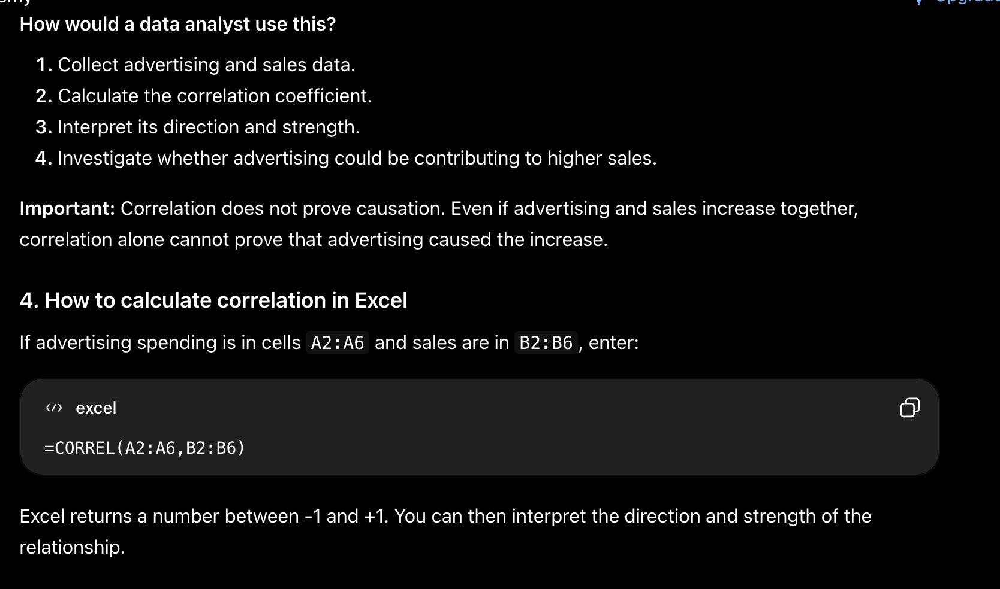 How would a data analyst use this?
1. Collect advertising and sales data.
2. Calculate the correlation coefficient.
3. Interpret its direction and strength.
4. Investigate whether advertising could be contributing to higher sales.
Important: Correlation does not prove causation. Even if advertising and sales increase together,
correlation alone cannot prove that advertising caused the increase.
4. How to calculate correlation in Excel
If advertising spending is in cells A2:A6 and sales are in B2:B6, enter:
</> excel
=CORREL(A2:A6,B2:B6)
Excel returns a number between -1 and +1. You can then interpret the direction and strength of the
relationship.